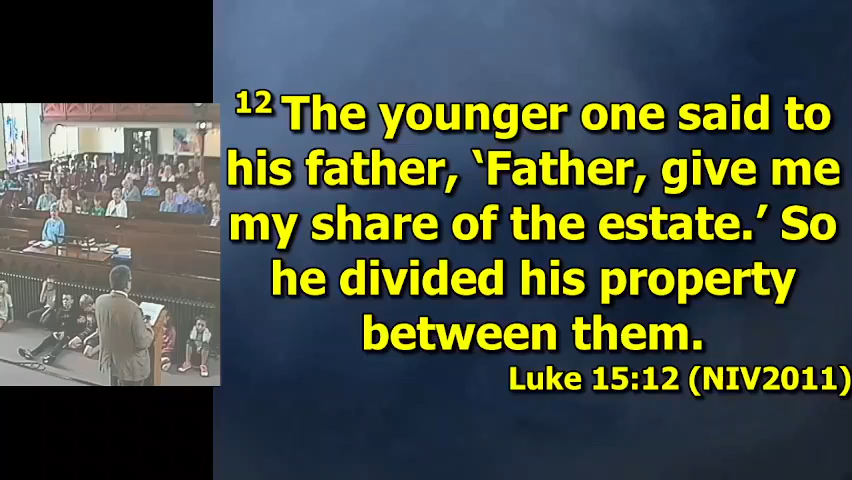 12 The younger one said to
his father, ‘Father, give me
my share of the estate.’ So
he divided his property
between them.
Luke 15:12 (NIV2011)